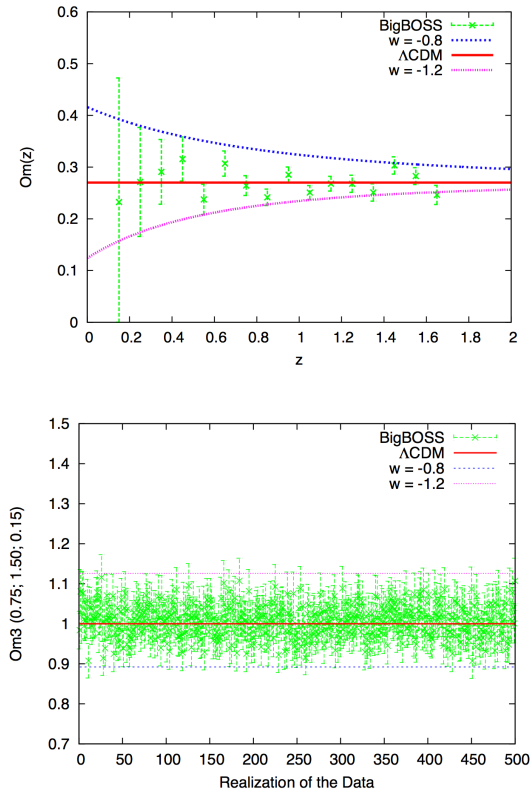 0.6
0.5
0.4
0.3
0.2
0.1
0
Om(z)
0 0.2 0.4 0.6 0.8 1 1.2 1.4 1.6 1.8 2
z
BigBOSS
w = -0.8
ΛCDM
w = -1.2
1.5
1.4
1.3
1.2
1.1
1
0.9
0.8
0.7
Om3 (0.75; 1.50; 0.15)
0 50 100 150 200 250 300 350 400 450 500
Realization of the Data
BigBOSS
ΛCDM
w = -0.8
w = -1.2